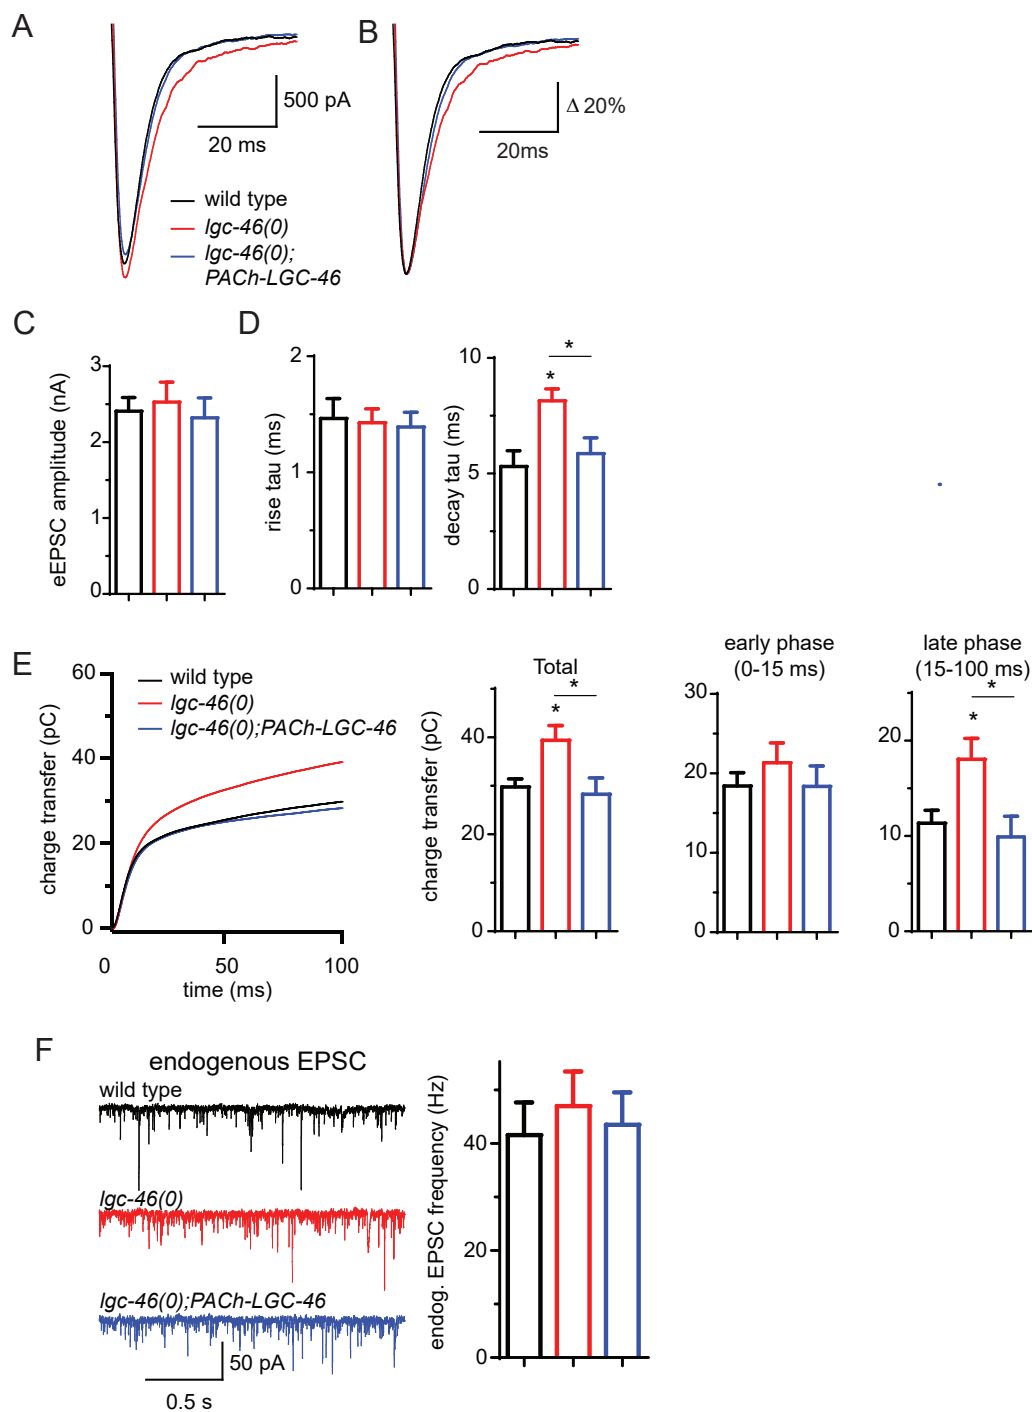 A
B
500 pA
20 ms
Δ 20%
20ms
wild type
lgc-46(0)
lgc-46(0);
PACh-LGC-46
C
D
eEPSC amplitude (nA)
3
2
1
0
rise tau (ms)
2
1
0
decay tau (ms)
10
5
0
*
*
E
charge transfer (pC)
60
40
20
0
0
50
100
time (ms)
wild type
lgc-46(0)
lgc-46(0);PACh-LGC-46
Total
charge transfer (pC)
40
20
0
*
*
early phase
(0-15 ms)
30
20
10
0
late phase
(15-100 ms)
20
10
0
*
*
F
endogenous EPSC
wild type
lgc-46(0)
lgc-46(0);PACh-LGC-46
50 pA
0.5 s
endog. EPSC frequency (Hz)
40
20
0